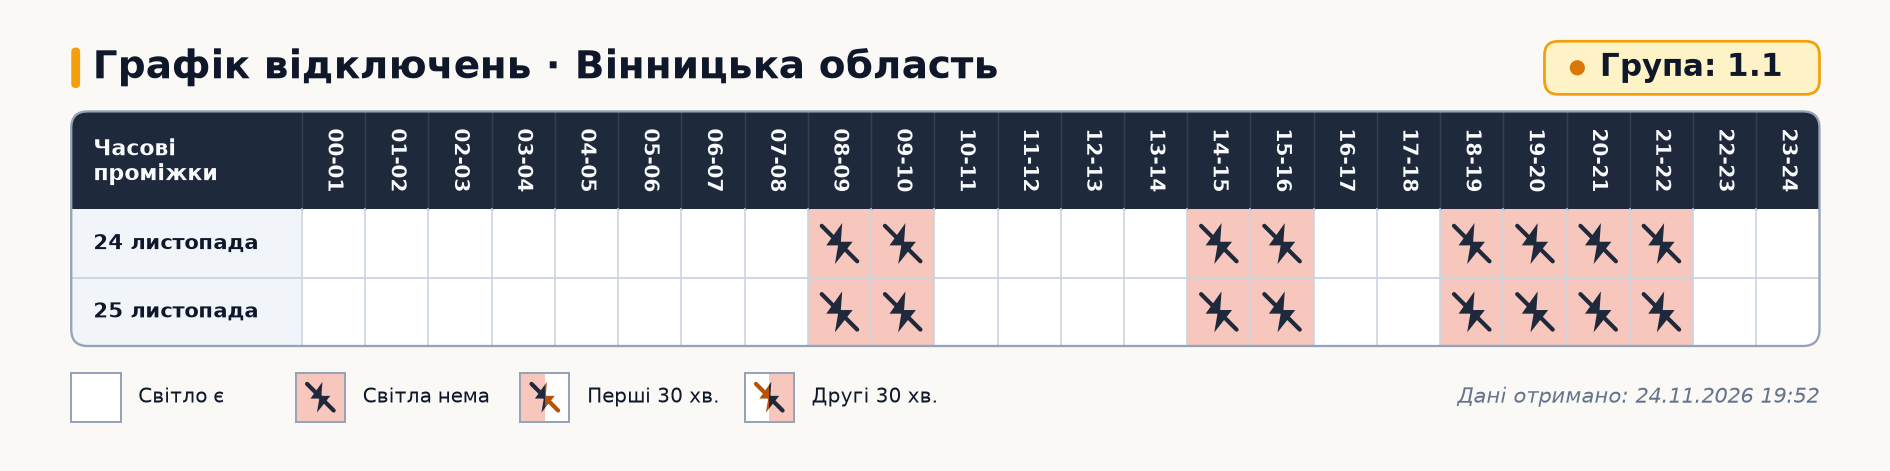 Графік відключень · Вінницька область
Група: 1.1
Часові
проміжки
00-01
01-02
02-03
03-04
04-05
05-06
06-07
07-08
08-09
09-10
10-11
11-12
12-13
13-14
14-15
15-16
16-17
17-18
18-19
19-20
20-21
21-22
22-23
23-24
24 листопада
25 листопада
Світло є
Світла нема
Перші 30 хв.
Другі 30 хв.
Дані отримано: 24.11.2026 19:52